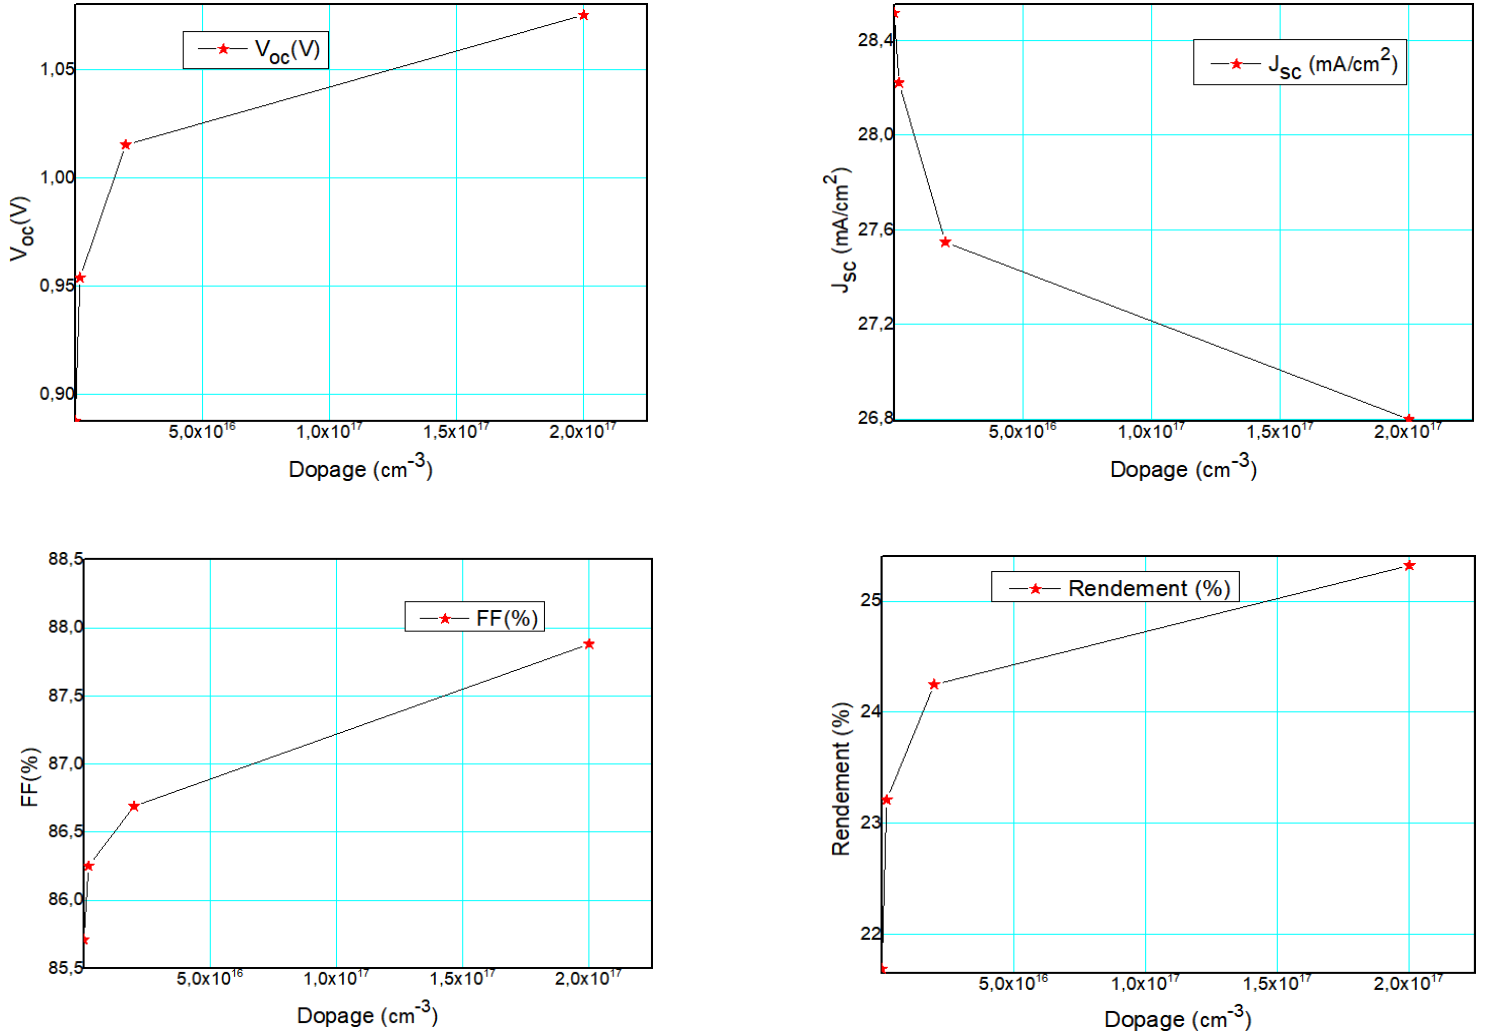 V_oc(V)
1,05
1,00
0,95
0,90
V_oc(V)
5,0x10^16
1,0x10^17
1,5x10^17
2,0x10^17
Dopage (cm^-3)
J_SC (mA/cm^2)
28,4
28,0
27,6
27,2
26,8
J_SC (mA/cm^2)
5,0x10^16
1,0x10^17
1,5x10^17
2,0x10^17
Dopage (cm^-3)
FF(%)
88,5
88,0
87,5
87,0
86,5
86,0
85,5
FF(%)
5,0x10^16
1,0x10^17
1,5x10^17
2,0x10^17
Dopage (cm^-3)
Rendement (%)
25
24
23
22
Rendement (%)
5,0x10^16
1,0x10^17
1,5x10^17
2,0x10^17
Dopage (cm^-3)